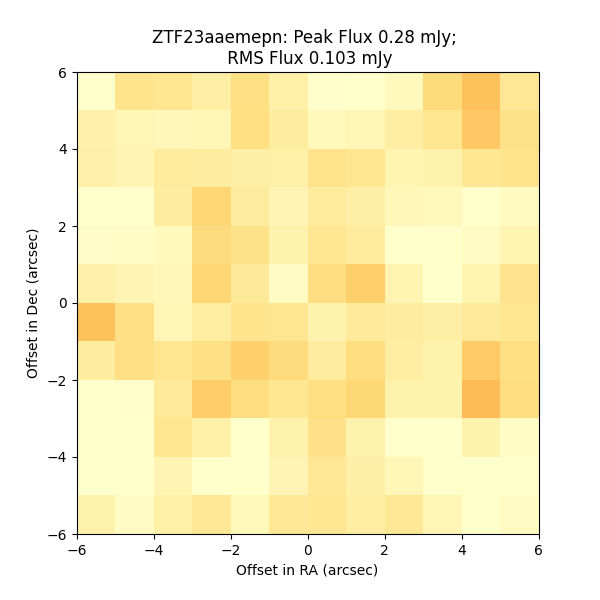 ZTF23aaemepn: Peak Flux 0.28 mJy;
RMS Flux 0.103 mJy
6
4
2
0
−2
−4
−6
Offset in Dec (arcsec)
−6 −4 −2 0 2 4 6
Offset in RA (arcsec)